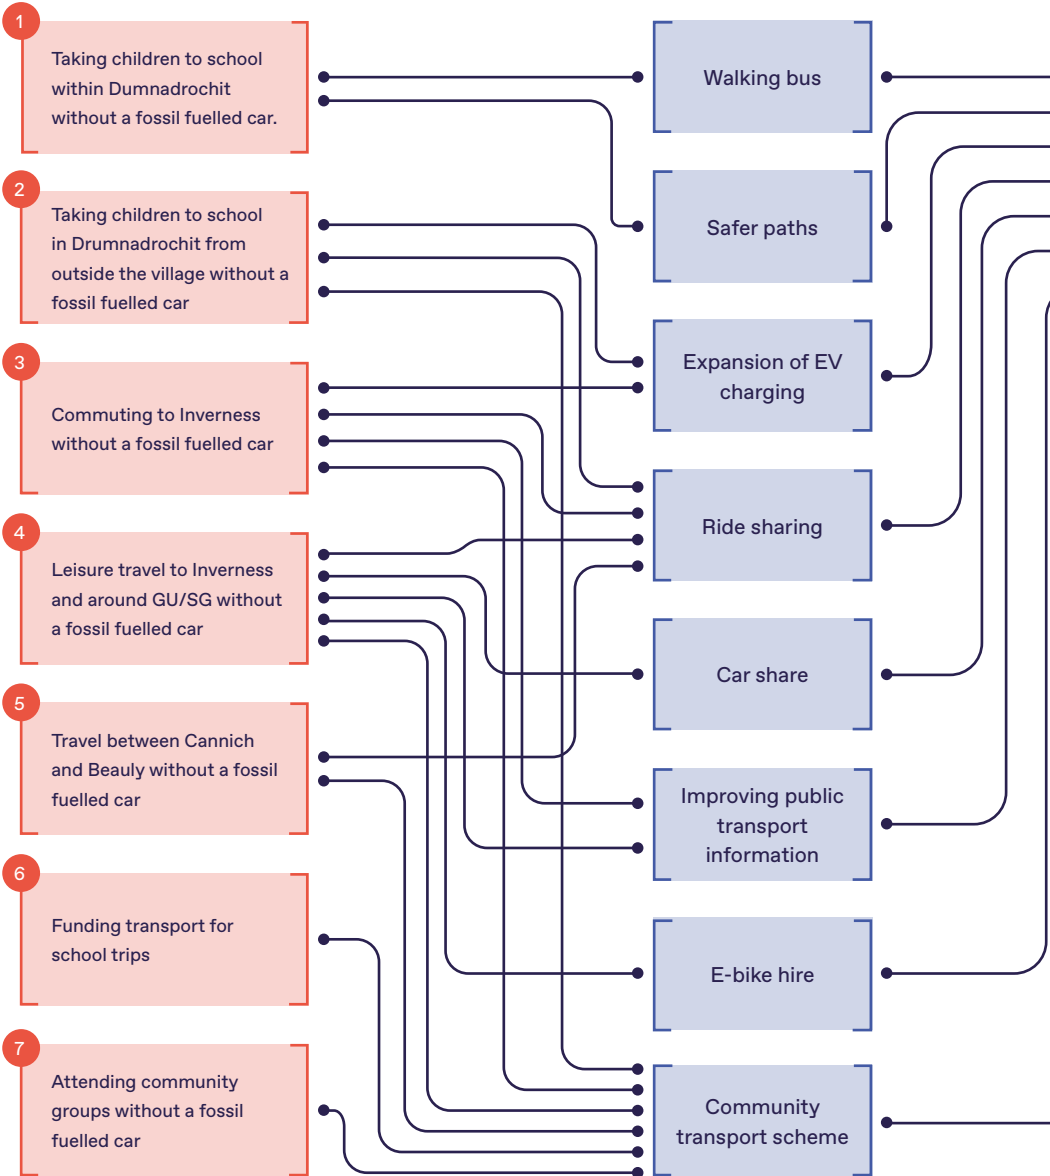 1
Taking children to school
within Dumnadrochit
without a fossil fuelled car.
2
Taking children to school
in Drumnadrochit from
outside the village without a
fossil fuelled car
3
Commuting to Inverness
without a fossil fuelled car
4
Leisure travel to Inverness
and around GU/SG without
a fossil fuelled car
5
Travel between Cannich
and Beauly without a fossil
fuelled car
6
Funding transport for
school trips
7
Attending community
groups without a fossil
fuelled car
Walking bus
Safer paths
Expansion of EV
charging
Ride sharing
Car share
Improving public
transport
information
E-bike hire
Community
transport scheme